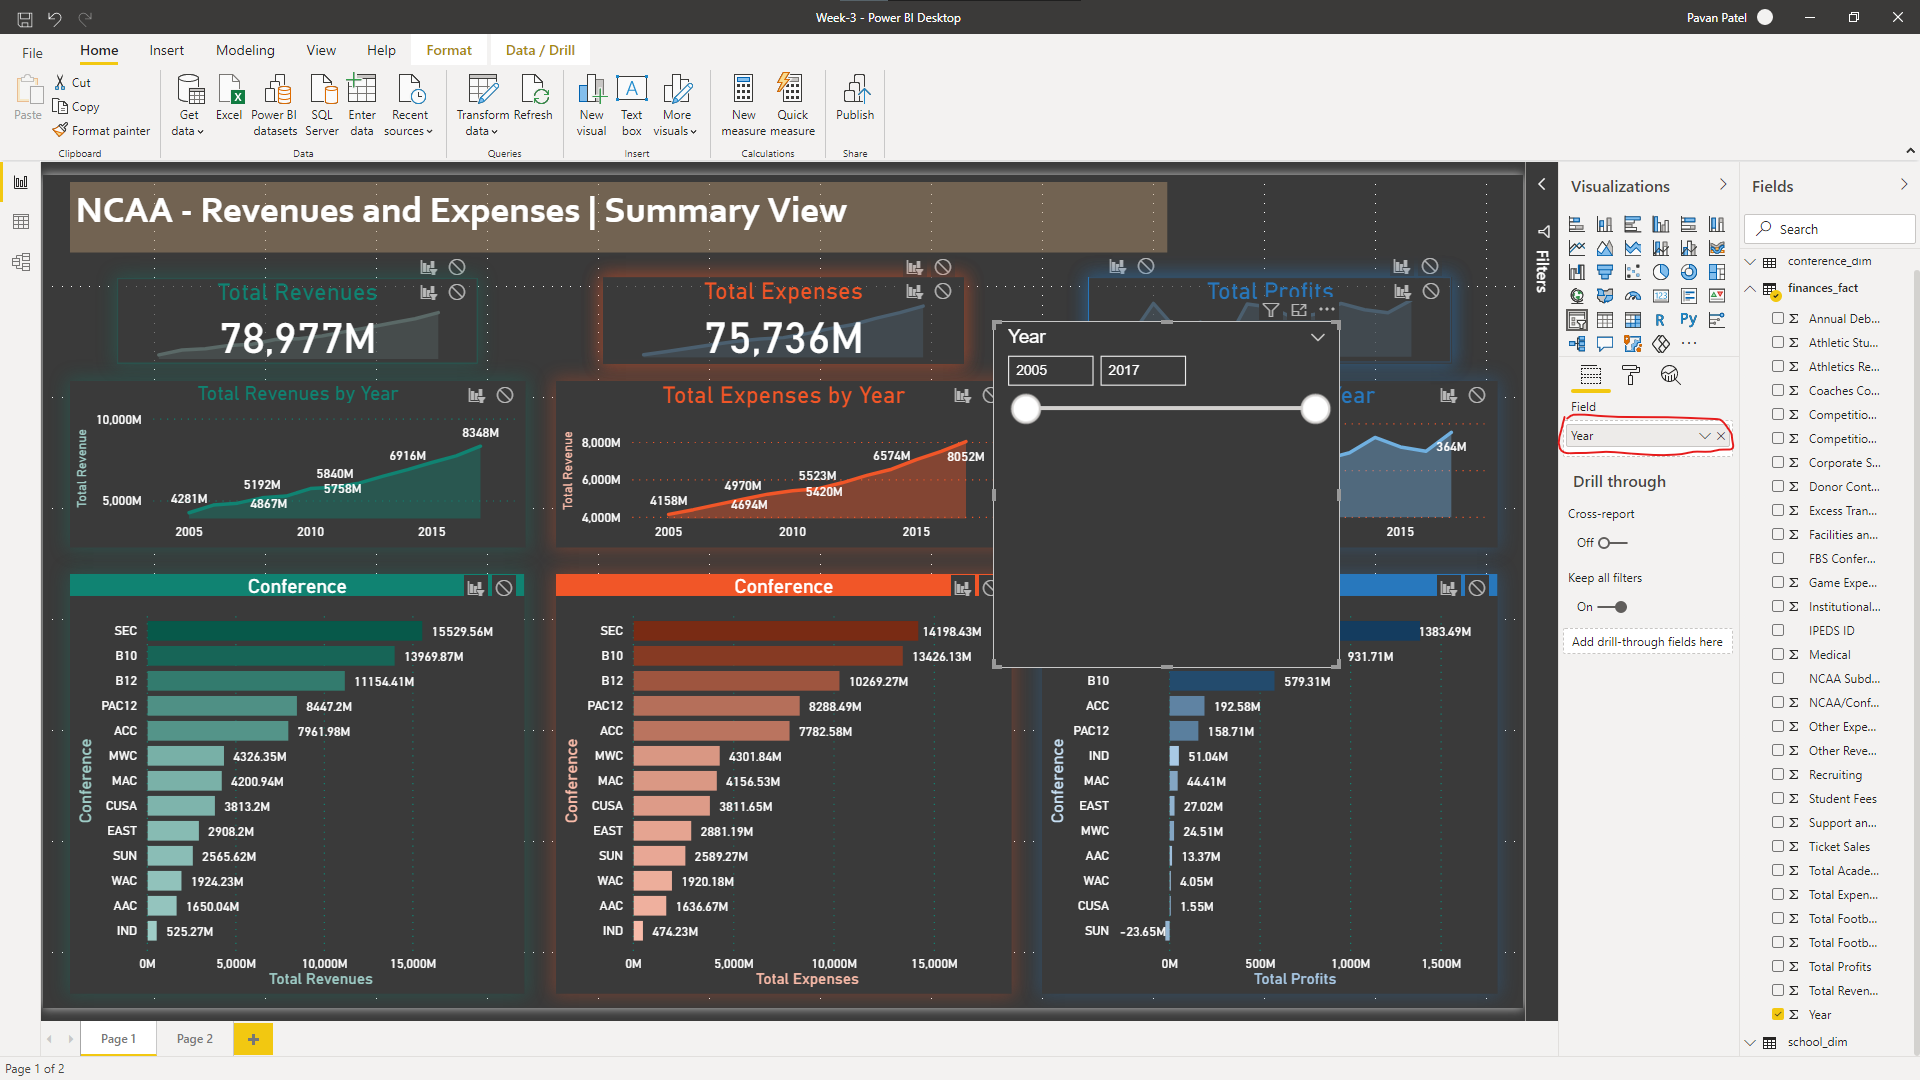 Week-3 - Power BI Desktop
Pavan Patel
File Home Insert Modeling View Help Format Data / Drill
Paste
Cut
Copy
Format painter
Clipboard
Get data
Excel
Power BI datasets
SQL Server
Enter data
Recent sources
Data
Transform data
Refresh
Queries
New visual
Text box
More visuals
Insert
New measure
Quick measure
Calculations
Publish
Share
NCAA - Revenues and Expenses | Summary View
Total Revenues
78,977M
Total Expenses
75,736M
Total Profits
Year
2005 2017
Total Revenues by Year
Total Revenue
10,000M
5,000M
4281M
5192M
4867M
5840M
5758M
6916M
8348M
2005 2010 2015
Total Expenses by Year
Total Revenue
8,000M
6,000M
4,000M
4158M
4970M
4694M
5523M
5420M
6574M
8052M
2005 2010 2015
ear
364M
2015
Conference
Conference
SEC 15529.56M
B10 13969.87M
B12 11154.41M
PAC12 8447.2M
ACC 7961.98M
MWC 4326.35M
MAC 4200.94M
CUSA 3813.2M
EAST 2908.2M
SUN 2565.62M
WAC 1924.23M
AAC 1650.04M
IND 525.27M
0M 5,000M 10,000M 15,000M
Total Revenues
Conference
Conference
SEC 14198.43M
B10 13426.13M
B12 10269.27M
PAC12 8288.49M
ACC 7782.58M
MWC 4301.84M
MAC 4156.53M
CUSA 3811.65M
EAST 2881.19M
SUN 2589.27M
WAC 1920.18M
AAC 1636.67M
IND 474.23M
0M 5,000M 10,000M 15,000M
Total Expenses
Conference
1383.49M
931.71M
B10 579.31M
ACC 192.58M
PAC12 158.71M
IND 51.04M
MAC 44.41M
EAST 27.02M
MWC 24.51M
AAC 13.37M
WAC 4.05M
CUSA 1.55M
SUN -23.65M
0M 500M 1,000M 1,500M
Total Profits
Filters
Visualizations
R Py
Field
Year
Drill through
Cross-report
Off
Keep all filters
On
Add drill-through fields here
Fields
Search
conference_dim
finances_fact
Annual Deb...
Athletic Stu...
Athletics Re...
Coaches Co...
Competitio...
Competitio...
Corporate S...
Donor Cont...
Excess Tran...
Facilities an...
FBS Confer...
Game Expe...
Institutional...
IPEDS ID
Medical
NCAA Subd...
NCAA/Conf...
Other Expe...
Other Reve...
Recruiting
Student Fees
Support an...
Ticket Sales
Total Acade...
Total Expen...
Total Footb...
Total Footb...
Total Profits
Total Reven...
Year
school_dim
Page 1 Page 2 +
Page 1 of 2